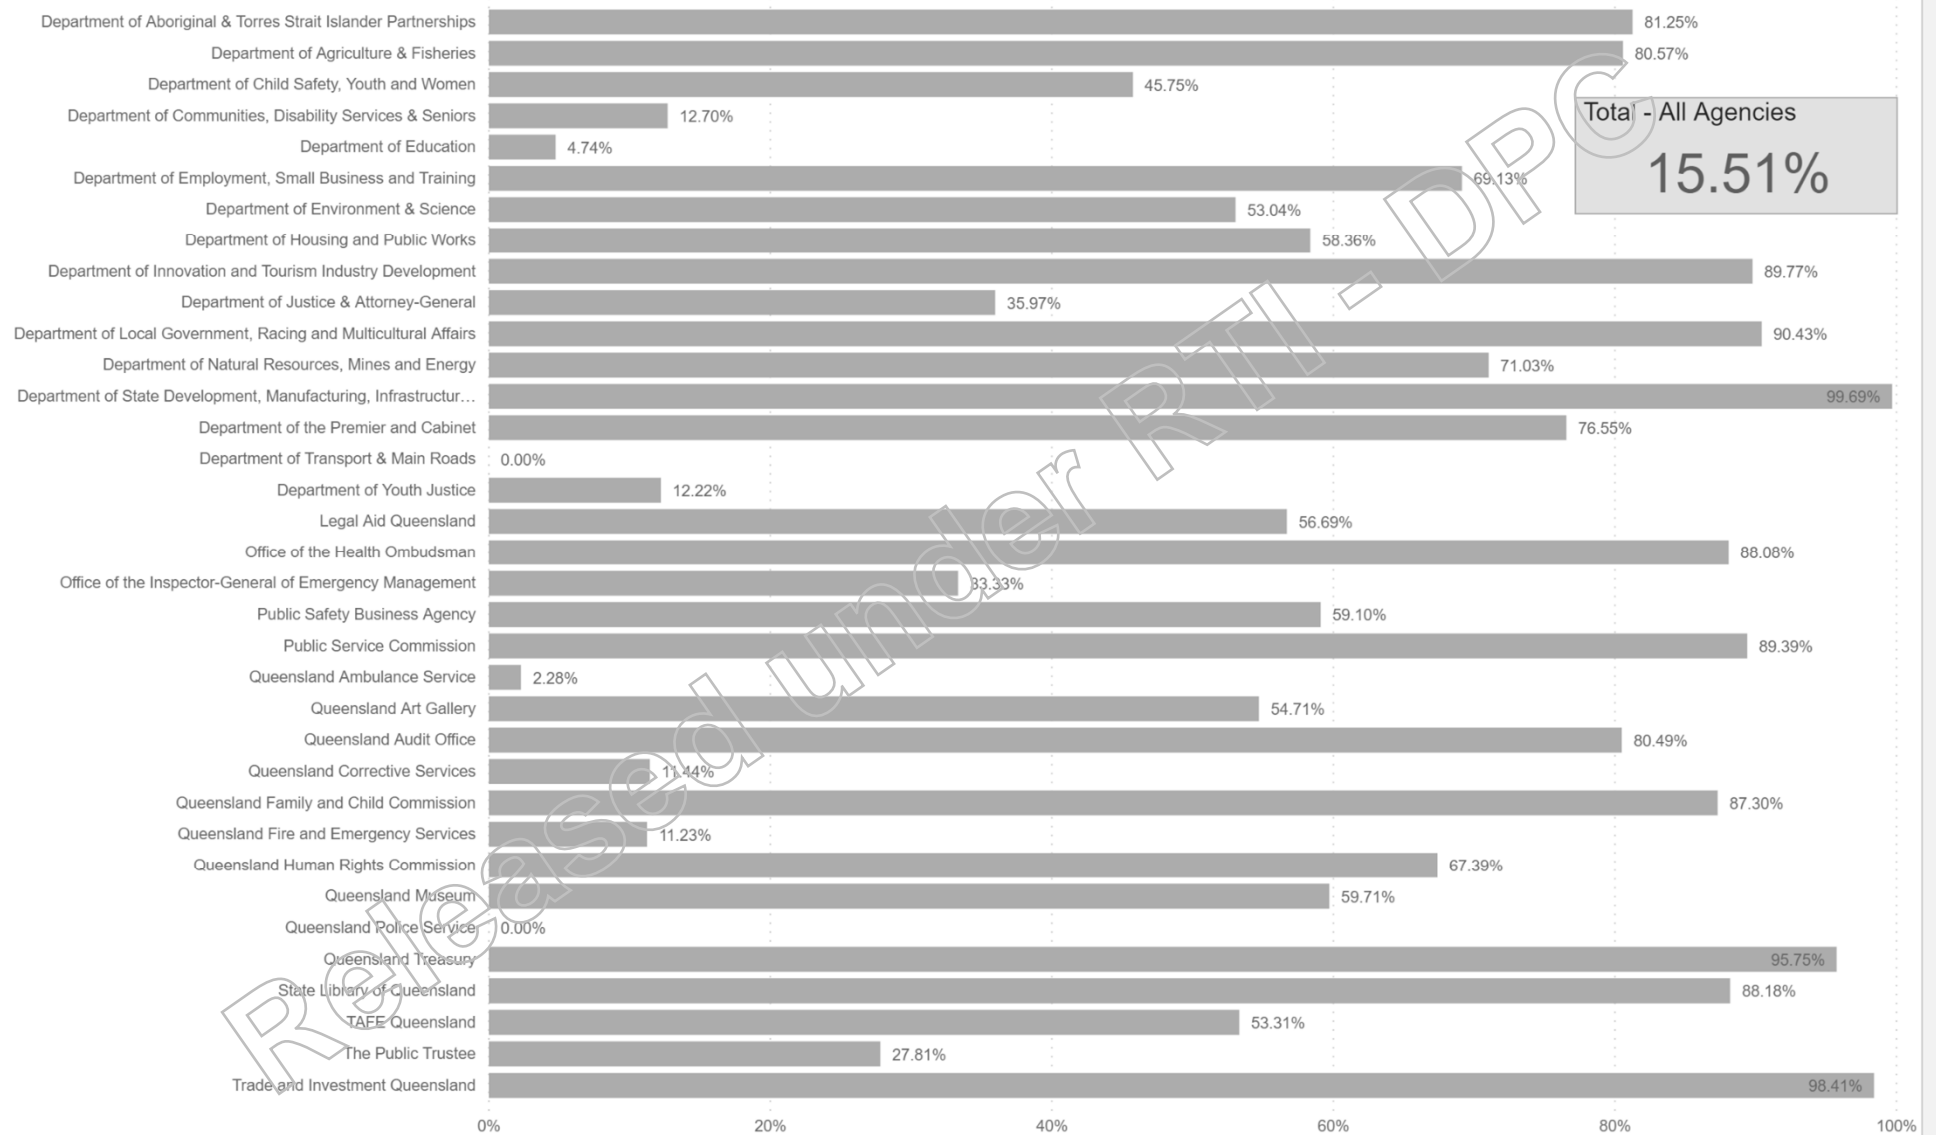 Department of Aboriginal & Torres Strait Islander Partnerships 81.25%
Department of Agriculture & Fisheries 80.57%
Department of Child Safety, Youth and Women 45.75%
Total - All Agencies
Department of Communities, Disability Services & Seniors 12.70%
Department of Education 4.74%
15.51%
Department of Employment, Small Business and Training 69.13%
Department of Environment & Science 53.04%
Department of Housing and Public Works 58.36%
Department of Innovation and Tourism Industry Development 89.77%
Department of Justice & Attorney-General 35.97%
Department of Local Government, Racing and Multicultural Affairs 90.43%
Department of Natural Resources, Mines and Energy 71.03%
Department of State Development, Manufacturing, Infrastructur… 99.69%
Department of the Premier and Cabinet 76.55%
Department of Transport & Main Roads 0.00%
Department of Youth Justice 12.22%
Legal Aid Queensland 56.69%
Office of the Health Ombudsman 88.08%
Office of the Inspector-General of Emergency Management 33.33%
Public Safety Business Agency 59.10%
Public Service Commission 89.39%
Queensland Ambulance Service 2.28%
Queensland Art Gallery 54.71%
Queensland Audit Office 80.49%
Queensland Corrective Services 11.44%
Queensland Family and Child Commission 87.30%
Queensland Fire and Emergency Services 11.23%
Queensland Human Rights Commission 67.39%
Queensland Museum 59.71%
Queensland Police Service 0.00%
Queensland Treasury 95.75%
State Library of Queensland 88.18%
TAFE Queensland 53.31%
The Public Trustee 27.81%
Trade and Investment Queensland 98.41%
0% 20% 40% 60% 80% 100%
Released under RTI - DPC